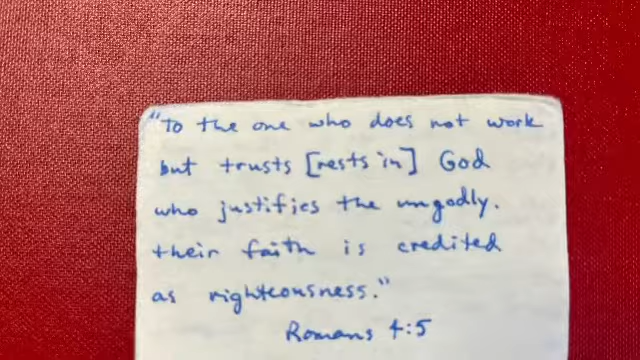 "To the one who does not work
but trusts [rests in] God
who justifies the ungodly.
their faith is credited
as righteousness."
Romans 4:5